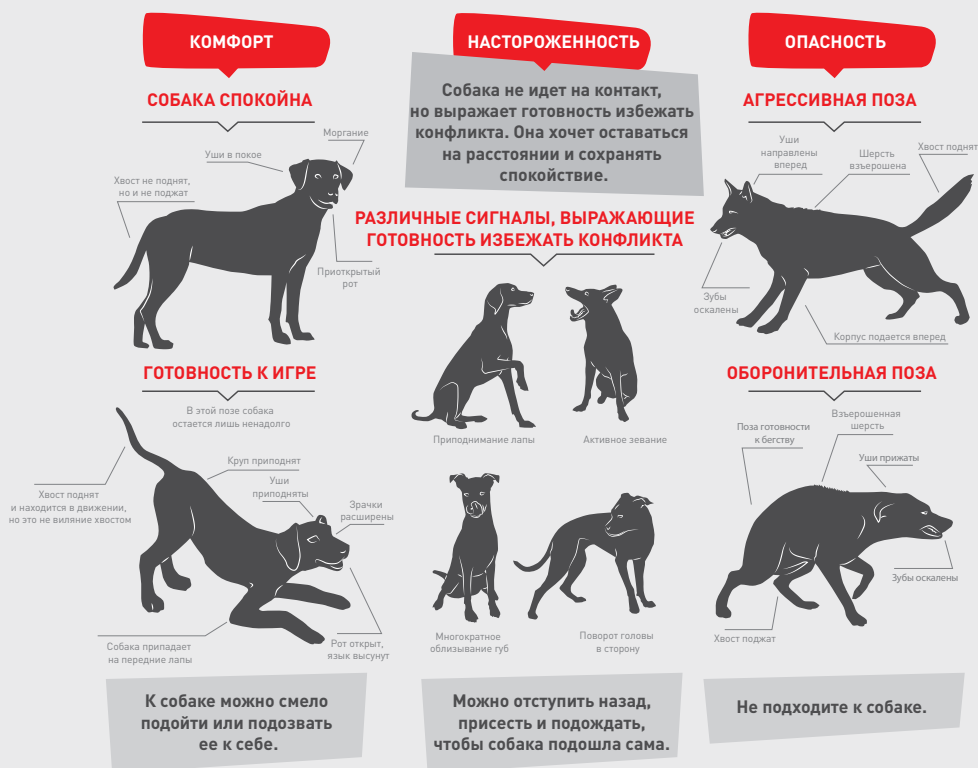 КОМФОРТ
СОБАКА СПОКОЙНА
Моргание
Уши в покое
Хвост не поднят,
но и не поджат
Приоткрытый
рот
ГОТОВНОСТЬ К ИГРЕ
В этой позе собака
остается лишь ненадолго
Круп приподнят
Уши
приподняты
Зрачки
расширены
Хвост поднят
и находится в движении,
но это не виляние хвостом
Собака припадает
на передние лапы
Рот открыт,
язык высунут
К собаке можно смело
подойти или подозвать
ее к себе.
НАСТОРОЖЕННОСТЬ
Собака не идет на контакт,
но выражает готовность избежать
конфликта. Она хочет оставаться
на расстоянии и сохранять
спокойствие.
РАЗЛИЧНЫЕ СИГНАЛЫ, ВЫРАЖАЮЩИЕ
ГОТОВНОСТЬ ИЗБЕЖАТЬ КОНФЛИКТА
Приподнимание лапы
Активное зевание
Многократное
облизывание губ
Поворот головы
в сторону
Можно отступить назад,
присесть и подождать,
чтобы собака подошла сама.
ОПАСНОСТЬ
АГРЕССИВНАЯ ПОЗА
Уши
направлены
вперед
Шерсть
взъерошена
Хвост поднят
Зубы
оскалены
Корпус подается вперед
ОБОРОНИТЕЛЬНАЯ ПОЗА
Поза готовности
к бегству
Взъерошенная
шерсть
Уши прижаты
Зубы оскалены
Хвост поджат
Не подходите к собаке.